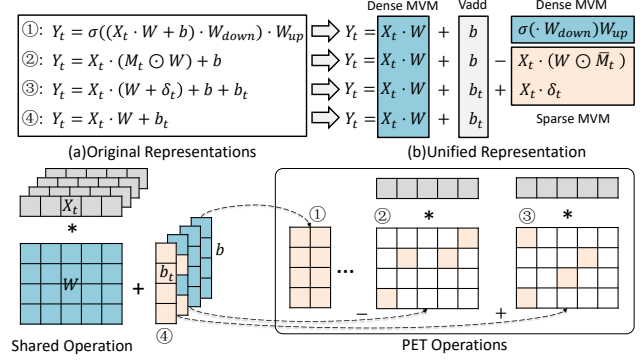 Dense MVM Vadd Dense MVM
①: Y_t = σ((X_t · W + b) · W_down) · W_up Y_t = X_t · W + b σ(· W_down)W_up
②: Y_t = X_t · (M_t ⊙ W) + b Y_t = X_t · W + b − X_t · (W ⊙ M̅_t)
③: Y_t = X_t · (W + δ_t) + b + b_t Y_t = X_t · W + b_t + X_t · δ_t
④: Y_t = X_t · W + b_t Y_t = X_t · W + b_t Sparse MVM
(a)Original Representations (b)Unified Representation
X_t ① ② ③
* * *
W + b_t b ...
④ − +
Shared Operation PET Operations